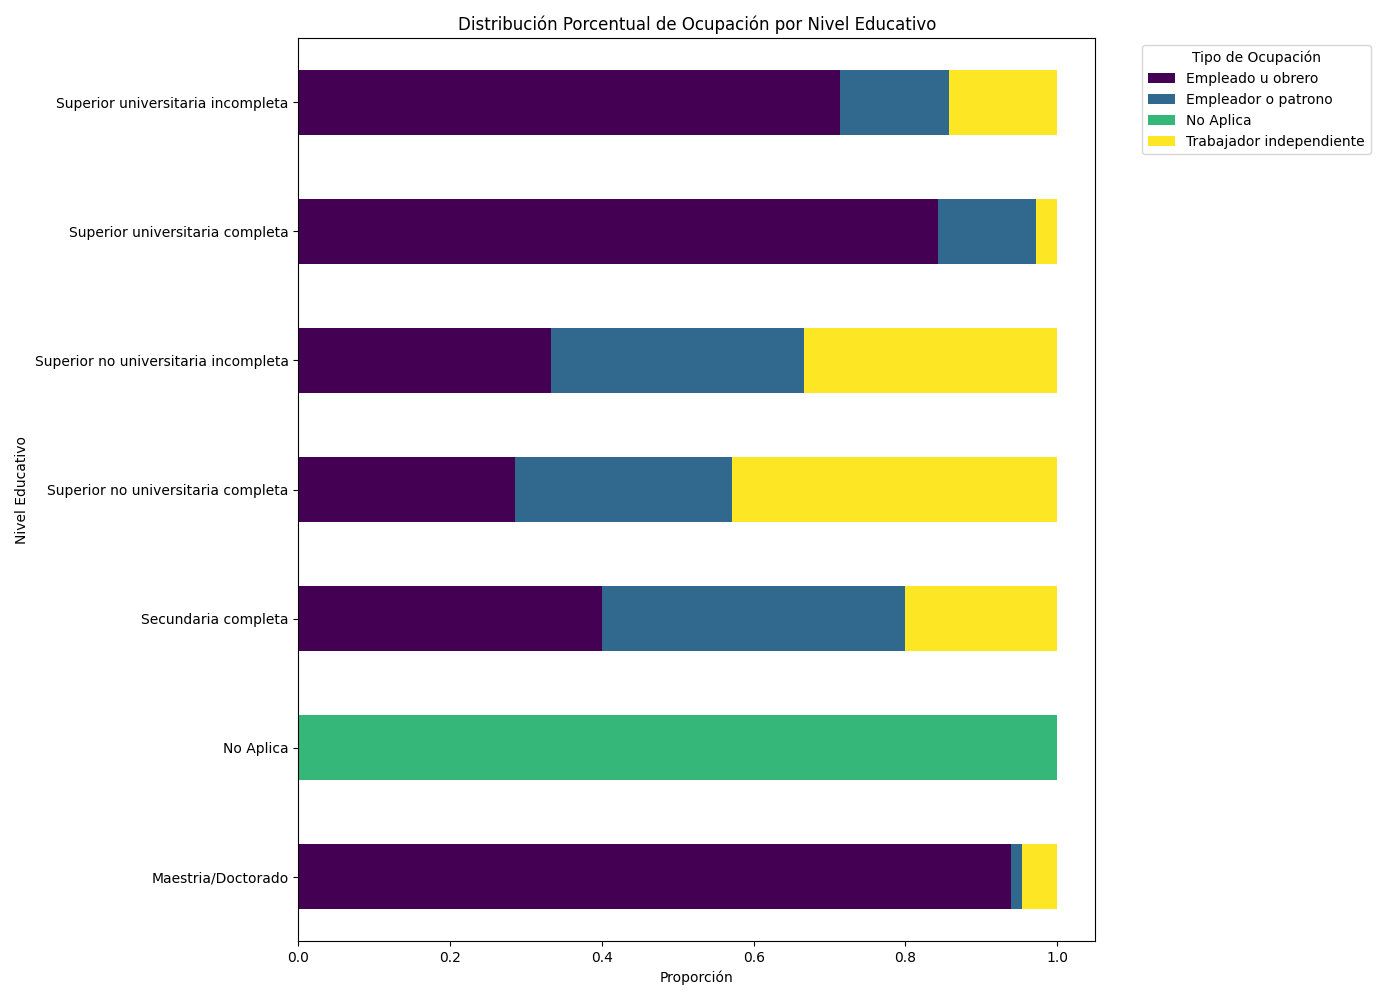 Distribución Porcentual de Ocupación por Nivel Educativo
Tipo de Ocupación
Empleado u obrero
Empleador o patrono
No Aplica
Trabajador independiente
Nivel Educativo
Superior universitaria incompleta
Superior universitaria completa
Superior no universitaria incompleta
Superior no universitaria completa
Secundaria completa
No Aplica
Maestria/Doctorado
0.0 0.2 0.4 0.6 0.8 1.0
Proporción